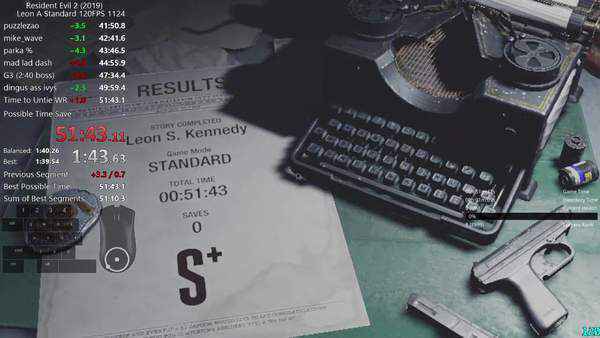 Resident Evil 2 (2019)
Leon A Standard 120FPS 1124
puzzlezao −3.5 41:50.8
mike_wave −3.1 42:41.6
parka % −4.3 43:46.5
mad lad dash 44:55.9
G3 (2:40 boss) 47:34.4
dingus ass ivys −2.3 49:59.4
Time to Untie WR 51:43.1
Possible Time Save
51:43.11
Balanced: 1:40.26
Best: 1:39.54
1:43.63
Previous Segment +3.3 / 0.7
Best Possible Time 51:43.1
Sum of Best Segments 51:10.3
RESULTS
STORY COMPLETED
Leon S. Kennedy
Game Mode
STANDARD
TOTAL TIME
00:51:43
SAVES
0
S+
Game Time
0%